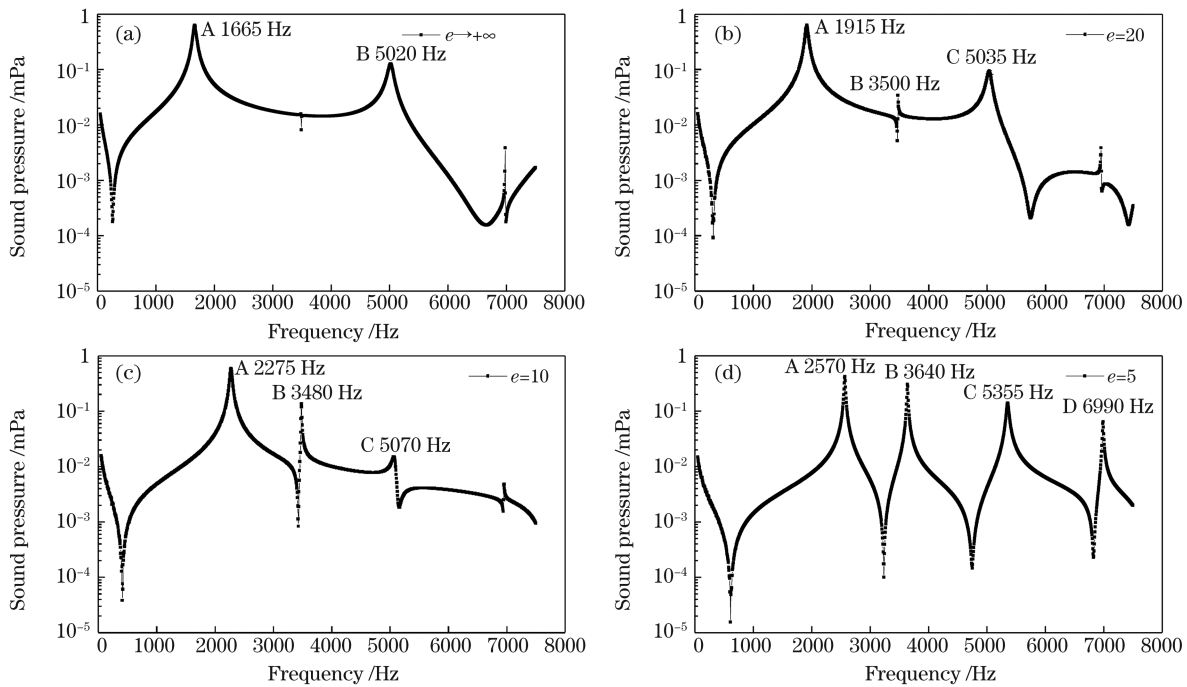 (a)
A 1665 Hz
B 5020 Hz
e→+∞
Sound pressurre /mPa
1
10⁻¹
10⁻²
10⁻³
10⁻⁴
10⁻⁵
0 1000 2000 3000 4000 5000 6000 7000 8000
Frequency /Hz
(b)
A 1915 Hz
B 3500 Hz
C 5035 Hz
e=20
Sound pressurre /mPa
1
10⁻¹
10⁻²
10⁻³
10⁻⁴
10⁻⁵
0 1000 2000 3000 4000 5000 6000 7000 8000
Frequency /Hz
(c)
A 2275 Hz
B 3480 Hz
C 5070 Hz
e=10
Sound pressurre /mPa
1
10⁻¹
10⁻²
10⁻³
10⁻⁴
10⁻⁵
0 1000 2000 3000 4000 5000 6000 7000 8000
Frequency /Hz
(d)
A 2570 Hz
B 3640 Hz
C 5355 Hz
D 6990 Hz
e=5
Sound pressurre /mPa
1
10⁻¹
10⁻²
10⁻³
10⁻⁴
10⁻⁵
0 1000 2000 3000 4000 5000 6000 7000 8000
Frequency /Hz